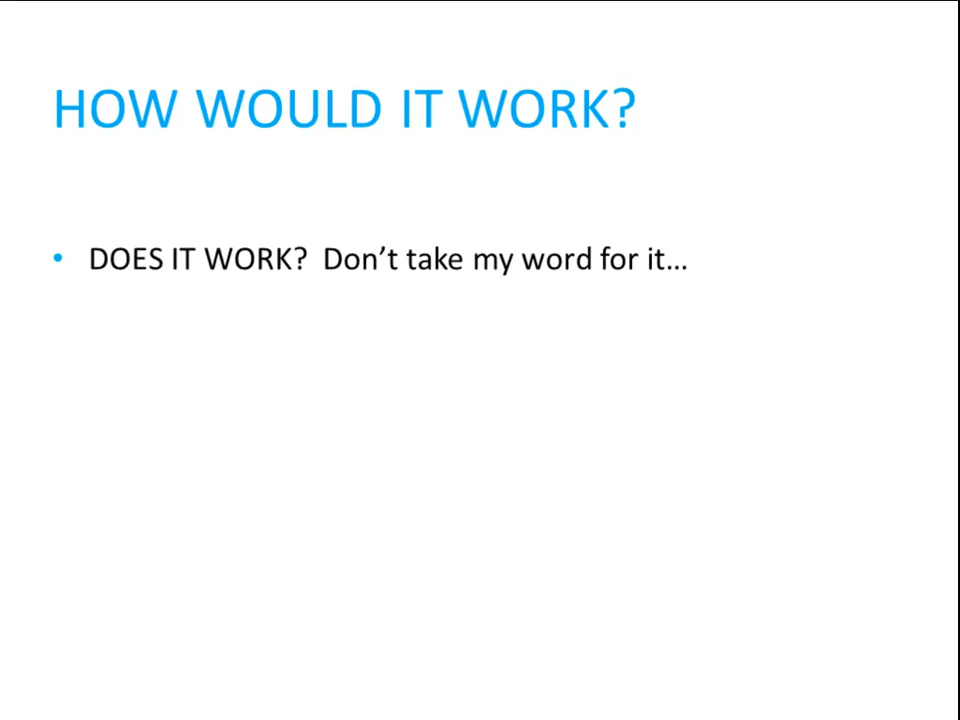 HOW WOULD IT WORK?
• DOES IT WORK?  Don’t take my word for it…